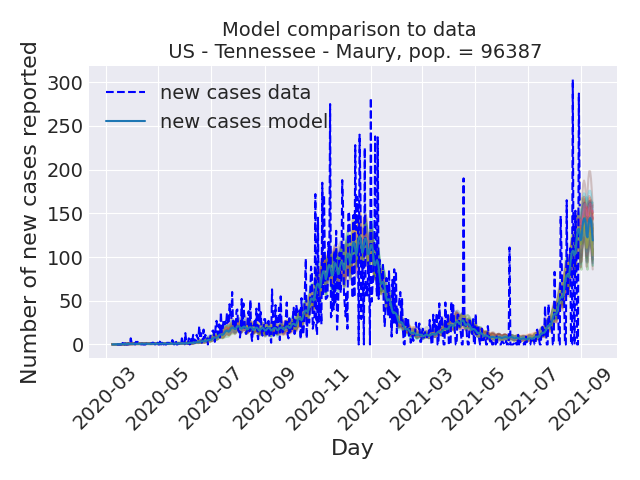 Model comparison to data
US - Tennessee - Maury, pop. = 96387
Number of new cases reported
300
250
200
150
100
50
0
new cases data
new cases model
2020-03
2020-05
2020-07
2020-09
2020-11
2021-01
2021-03
2021-05
2021-07
2021-09
Day